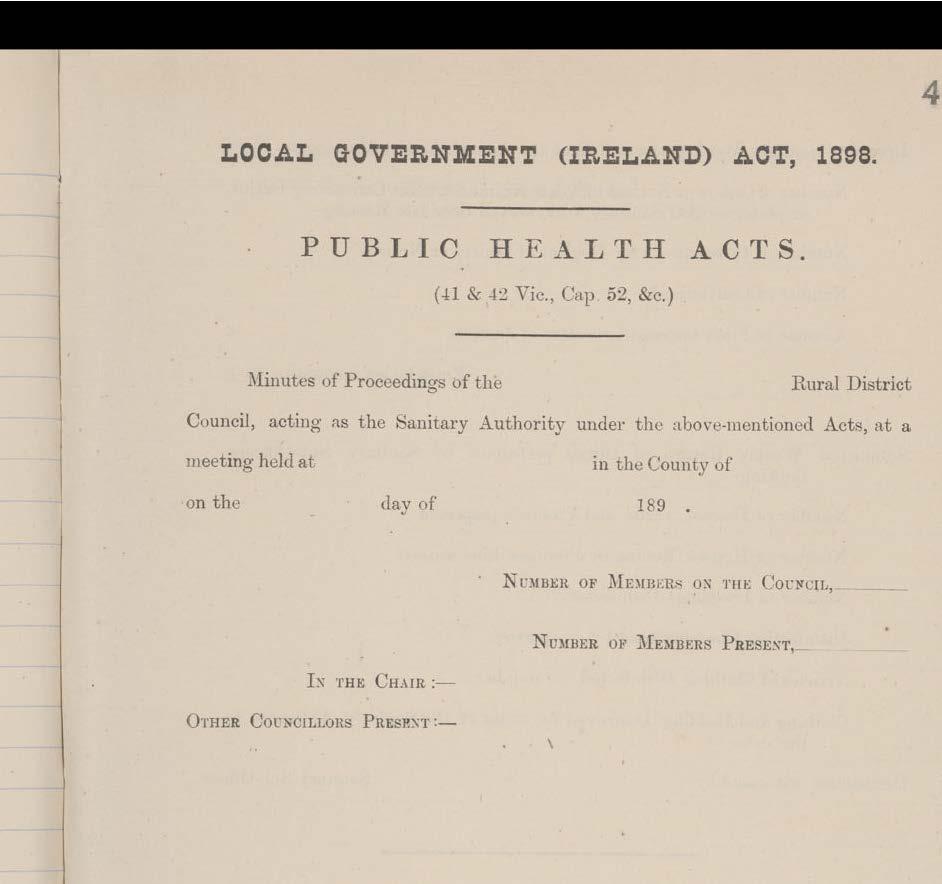 4
LOCAL GOVERNMENT (IRELAND) ACT, 1898.
PUBLIC HEALTH ACTS.
(41 & 42 Vic., Cap. 52, &c.)
Minutes of Proceedings of the Rural District
Council, acting as the Sanitary Authority under the above-mentioned Acts, at a
meeting held at in the County of
on the day of 189 .
NUMBER OF MEMBERS ON THE COUNCIL,
NUMBER OF MEMBERS PRESENT,
IN THE CHAIR :—
OTHER COUNCILLORS PRESENT:—